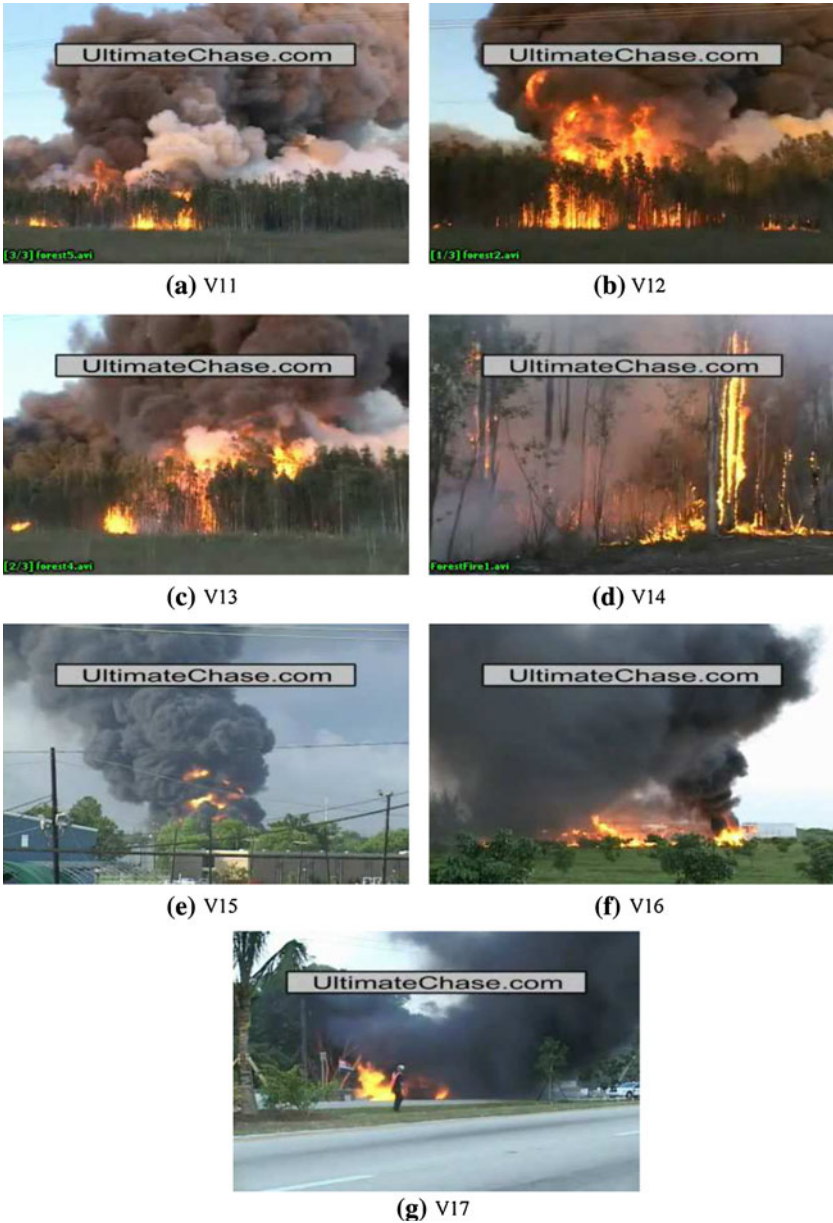 UltimateChase.com
UltimateChase.com
[3/3] forest5.avi
[1/3] forest2.avi
(a) V11
(b) V12
UltimateChase.com
UltimateChase.com
[2/3] forest4.avi
ForestFire1.avi
(c) V13
(d) V14
UltimateChase.com
UltimateChase.com
(e) V15
(f) V16
UltimateChase.com
(g) V17